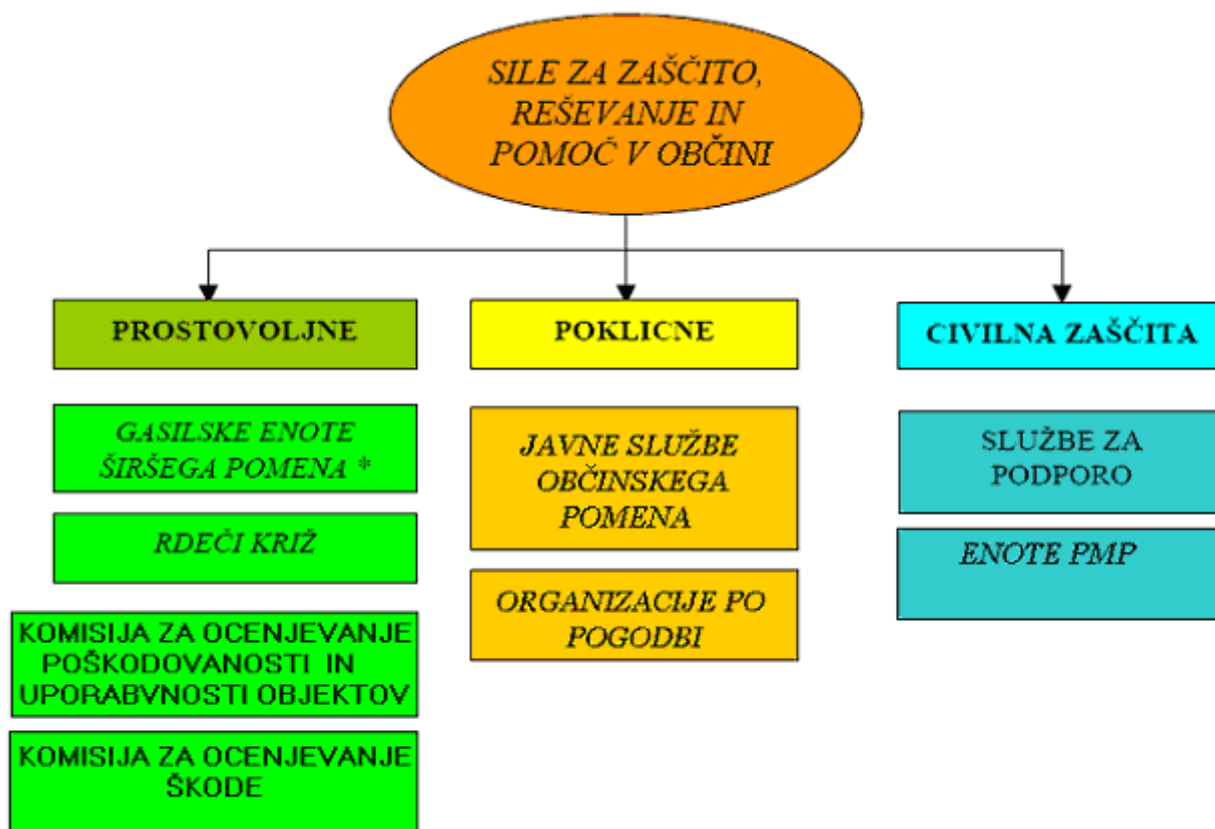 SILE ZA ZAŠČITO,
REŠEVANJE IN
POMOČ V OBČINI
PROSTOVOLJNE
GASILSKE ENOTE
ŠIRŠEGA POMENA *
RDEČI KRIŽ
KOMISIJA ZA OCENJEVANJE
POŠKODOVANOSTI IN
UPORABVNOSTI OBJEKTOV
KOMISIJA ZA OCENJEVANJE
ŠKODE
POKLICNE
JAVNE SLUŽBE
OBČINSKEGA
POMENA
ORGANIZACIJE PO
POGODBI
CIVILNA ZAŠČITA
SLUŽBE ZA
PODPORO
ENOTE PMP